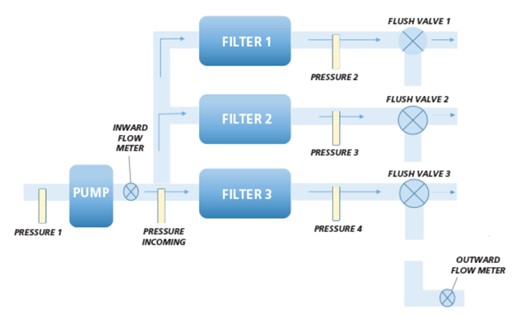 FLUSH VALVE 1
FILTER 1
PRESSURE 2
FLUSH VALVE 2
FILTER 2
INWARD
FLOW
METER
PRESSURE 3
FLUSH VALVE 3
PUMP
FILTER 3
PRESSURE 1
PRESSURE
INCOMING
PRESSURE 4
OUTWARD
FLOW METER